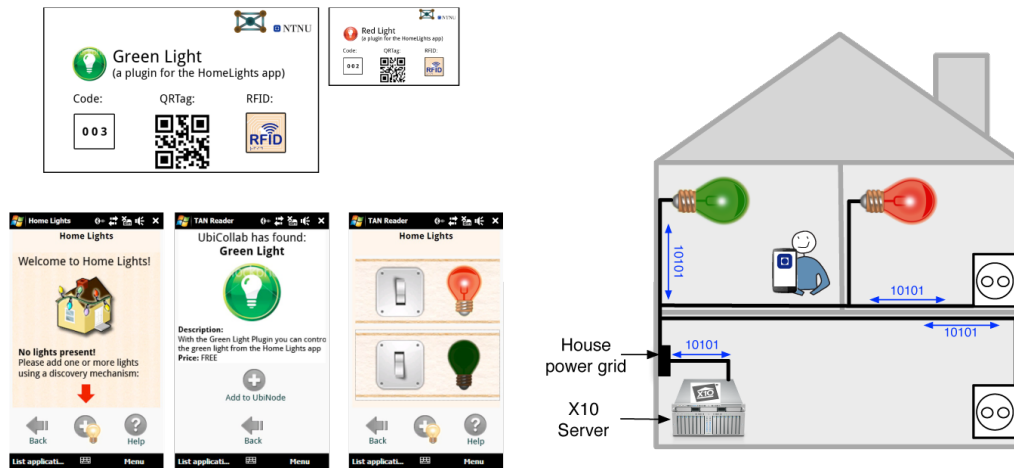 NTNU
Green Light
(a plugin for the HomeLights app)
Code:
QRTag:
RFID:
003
RFID
NTNU
Red Light
(a plugin for the HomeLights app)
Code:
QRTag:
RFID:
002
RFID
Home Lights
Home Lights
Welcome to Home Lights!
No lights present!
Please add one or more lights
using a discovery mechanism:
Back
Help
List applicati...
Menu
TAN Reader
UbiCollab has found:
Green Light
Description:
With the Green Light Plugin you can contro
the green light from the Home Lights app
Price: FREE
Add to UbiNode
Back
List applicati...
Menu
TAN Reader
Home Lights
Back
Help
List applicati...
Menu
10101
10101
10101
10101
House
power grid
X10
Server
X10